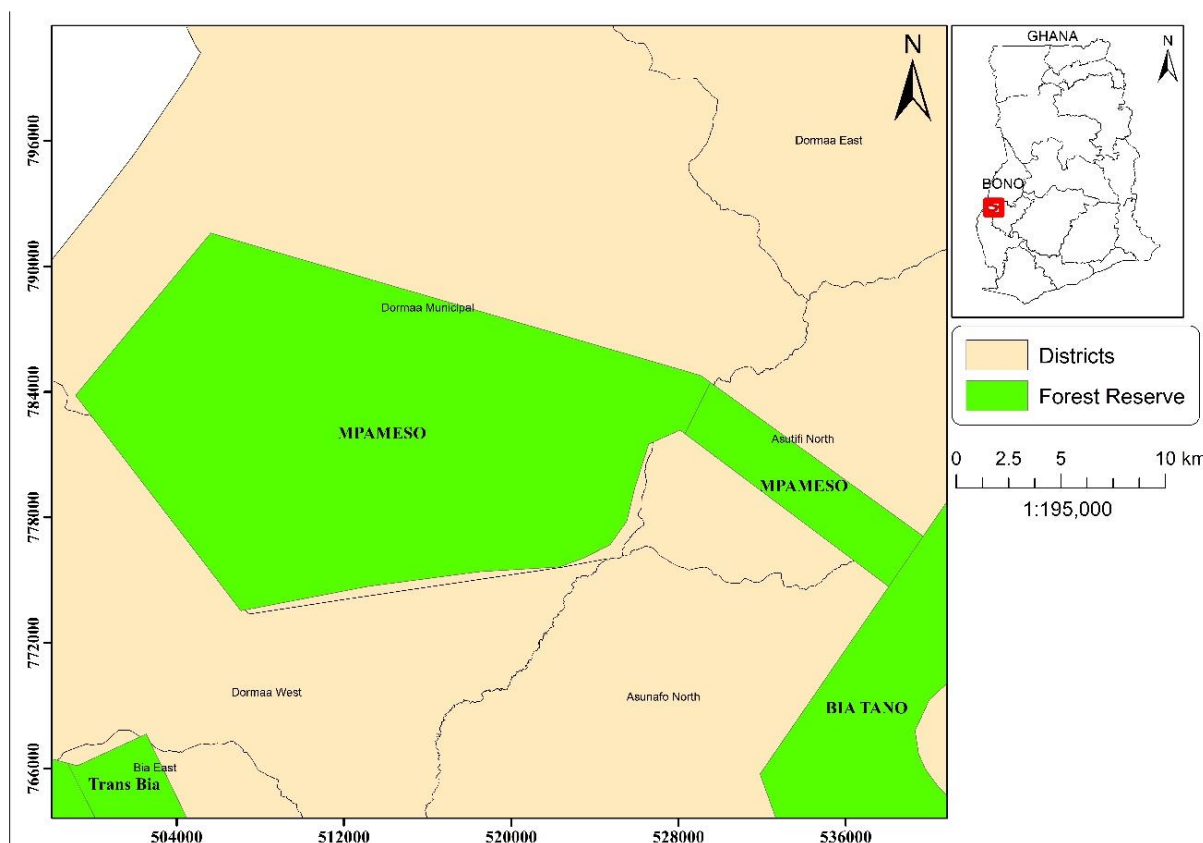 N
Dormaa East
Dormaa Municipal
MPAMESO
Asutifi North
MPAMESO
Dormaa West
Asunafo North
BIA TANO
Bia East
Trans Bia
796000
790000
784000
778000
772000
766000
504000 512000 520000 528000 536000
GHANA
N
BONO
Districts
Forest Reserve
0 2.5 5 10 km
1:195,000